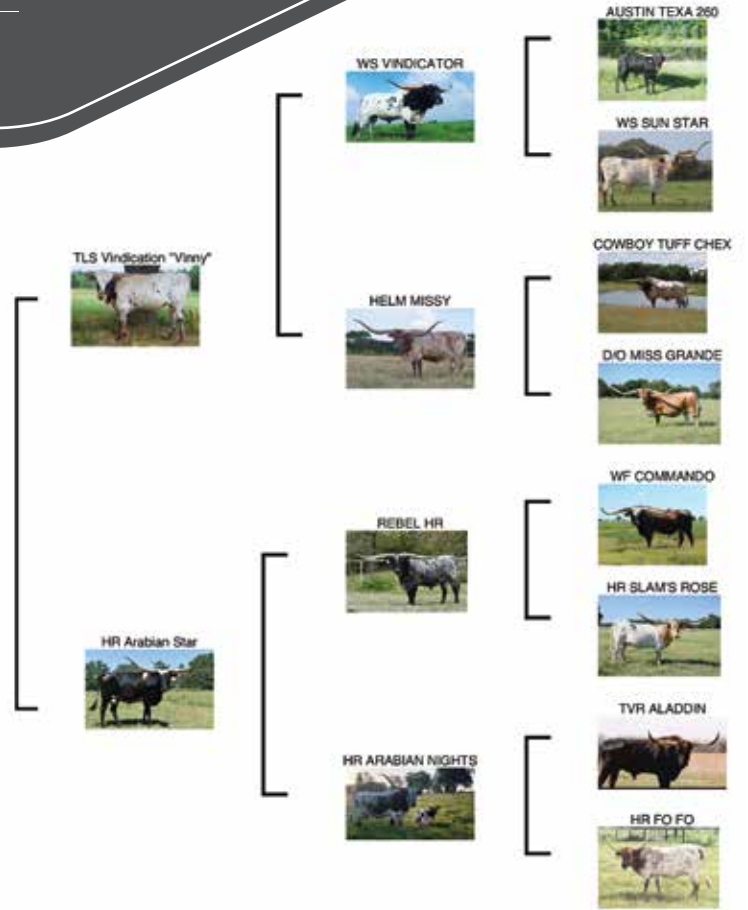 AUSTIN TEXA 260
WS VINDICATOR
WS SUN STAR
TLS Vindication "Vinny"
COWBOY TUFF CHEX
HELM MISSY
D/O MISS GRANDE
WF COMMANDO
REBEL HR
HR SLAM'S ROSE
HR Arabian Star
TVR ALADDIN
HR ARABIAN NIGHTS
HR FO FO